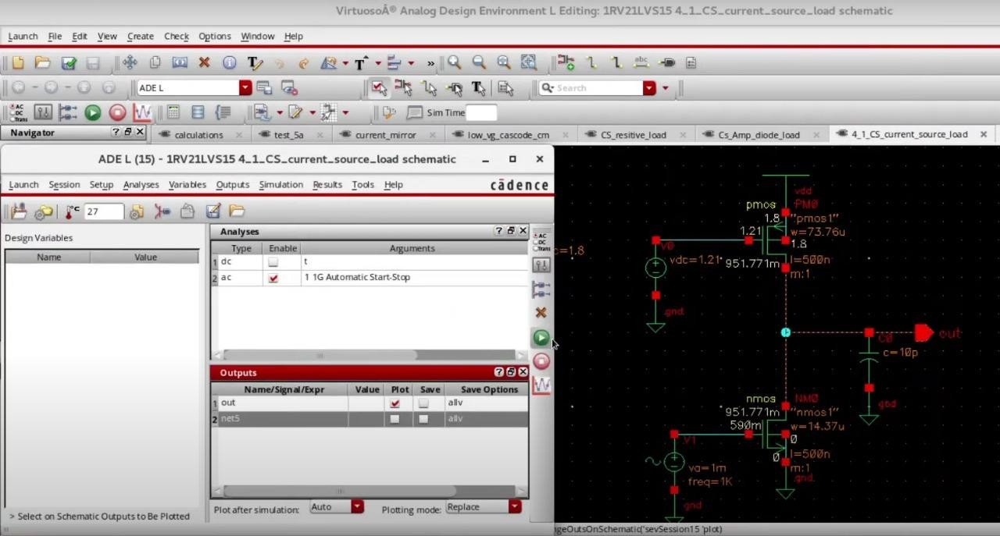 VirtuosoÂ® Analog Design Environment L Editing: 1RV21LVS15 4_1_CS_current_source_load schematic
Launch File Edit View Create Check Options Window Help
ADE L
Search
Sim Time
Navigator
calculations
test_5a
current_mirror
low_vg_cascode_cm
CS_resitive_load
Cs_Amp_diode_load
4_1_CS_current_source_load
ADE L (15) - 1RV21LVS15 4_1_CS_current_source_load schematic
Launch Session Setup Analyses Variables Outputs Simulation Results Tools Help
cādence
°C 27
Design Variables
Name Value
Analyses
Type Enable Arguments
1 dc t
2 ac 1 1G Automatic Start-Stop
AC
DC
Trans
Outputs
Name/Signal/Expr Value Plot Save Save Options
1 out allv
2 net5 allv
Plot after simulation: Auto
Plotting mode: Replace
> Select on Schematic Outputs to Be Plotted
c=1.8
vdd
pmos PM0
1.8 "pmos1"
1.21 w=73.76u
V0 1.8
vdc=1.21 951.771m l=500n
m:1
gnd
C0 out
c=10p
gnd
nmos NM0
951.771m "nmos1"
590m w=14.37u
V1 0
0 l=500n
va=1m m:1
freq=1K gnd
gnd
geOutsOnSchematic('sevSession15 'plot)